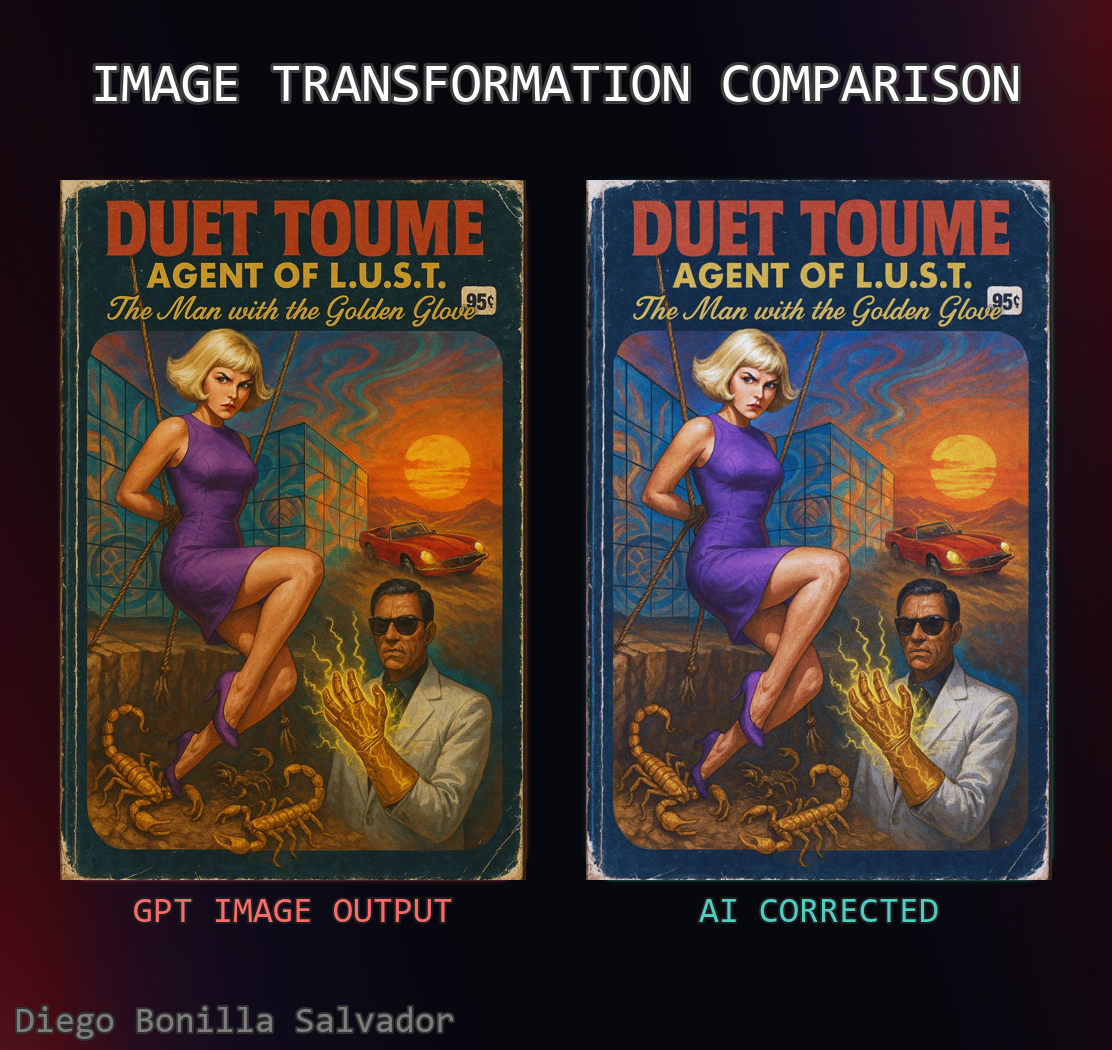 IMAGE TRANSFORMATION COMPARISON
DUET TOUME
AGENT OF L.U.S.T.
The Man with the Golden Glove
95¢
DUET TOUME
AGENT OF L.U.S.T.
The Man with the Golden Glove
95¢
GPT IMAGE OUTPUT
AI CORRECTED
Diego Bonilla Salvador